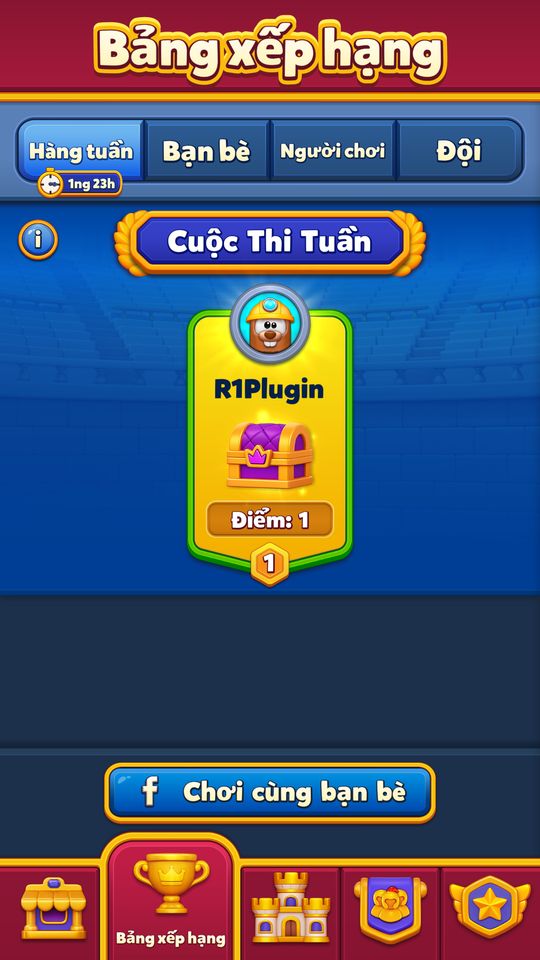 Bảng xếp hạng
Hàng tuần
Bạn bè
Người chơi
Đội
1ng 23h
i
Cuộc Thi Tuần
R1Plugin
Điểm: 1
1
f Chơi cùng bạn bè
Bảng xếp hạng